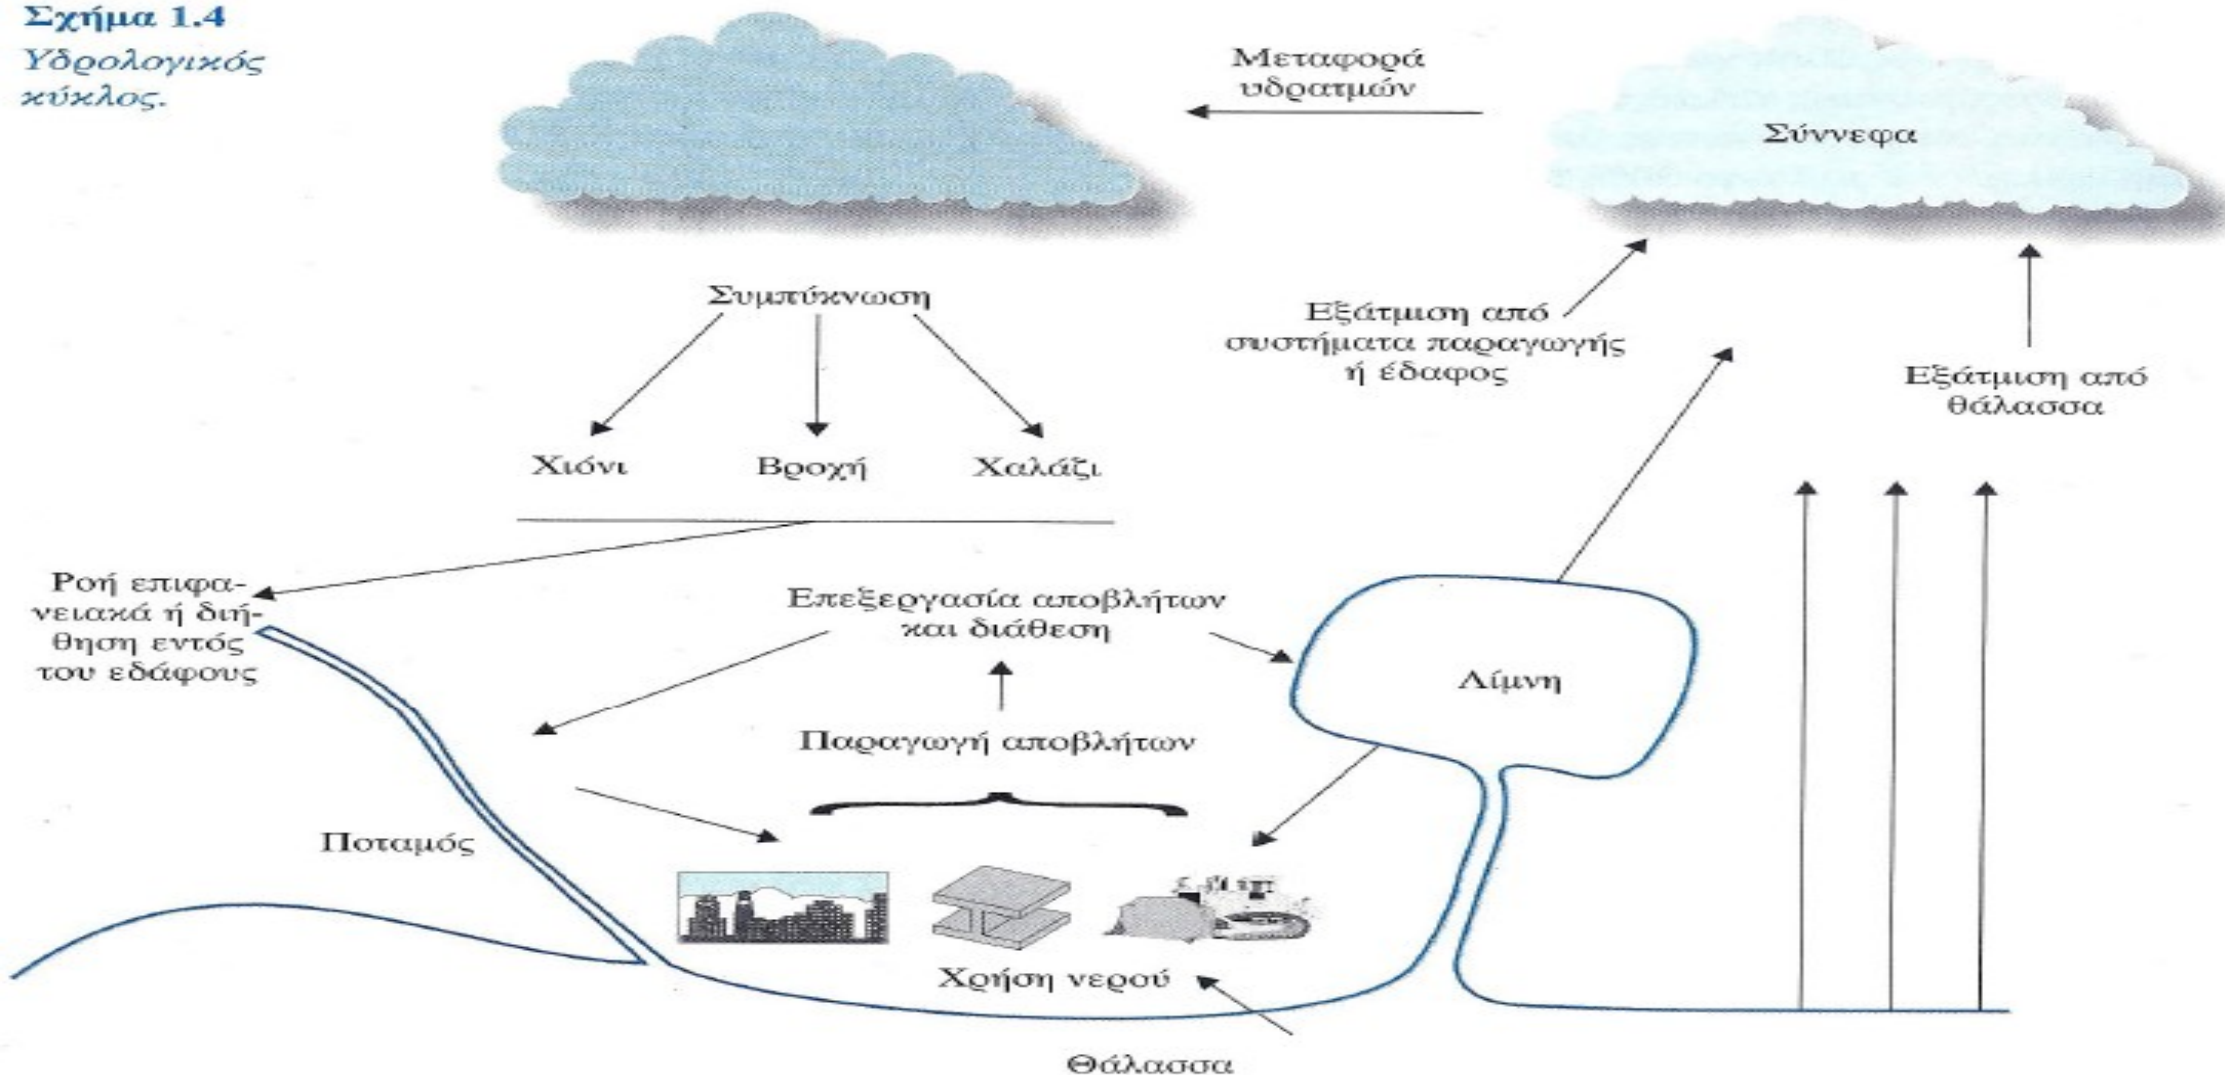 Σχήμα 1.4
Υδρολογικός
κύκλος.
Μεταφορά
υδρατμών
Σύννεφα
Συμπύκνωση
Εξάτμιση από
συστήματα παραγωγής
ή έδαφος
Εξάτμιση από
θάλασσα
Χιόνι
Βροχή
Χαλάζι
Ροή επιφα-
νειακά ή διή-
θηση εντός
του εδάφους
Επεξεργασία αποβλήτων
και διάθεση
Λίμνη
Παραγωγή αποβλήτων
Ποταμός
Χρήση νερού
Θάλασσα